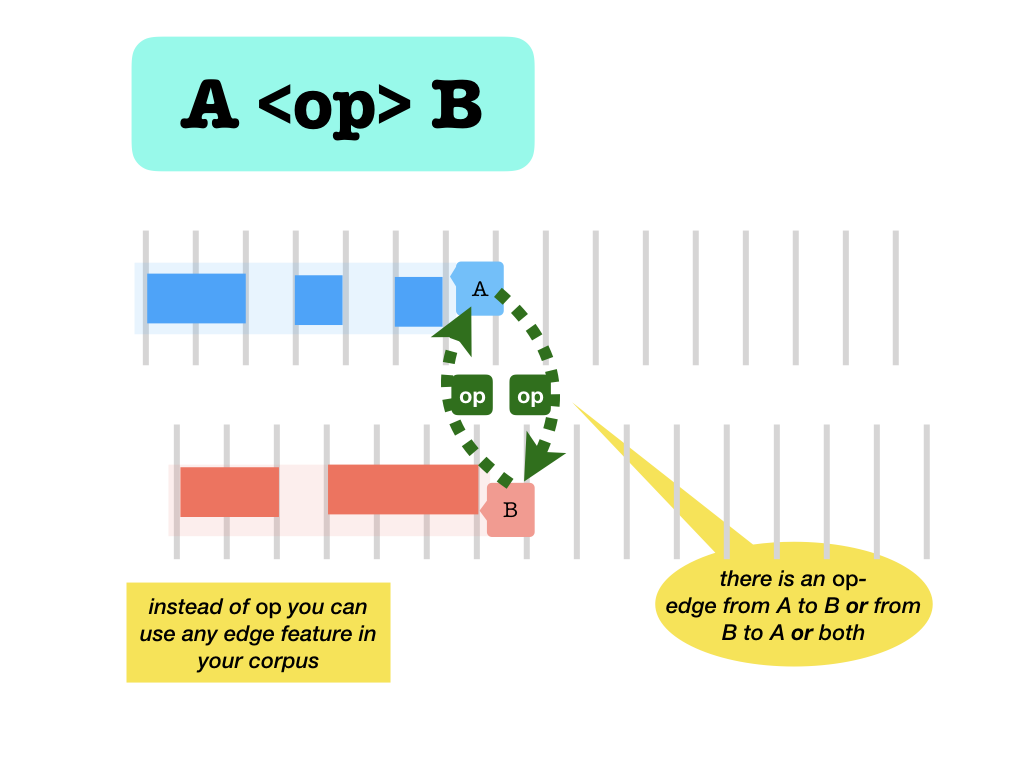 A <op> B
A
op op
B
instead of op you can
use any edge feature in
your corpus
there is an op-
edge from A to B or from
B to A or both